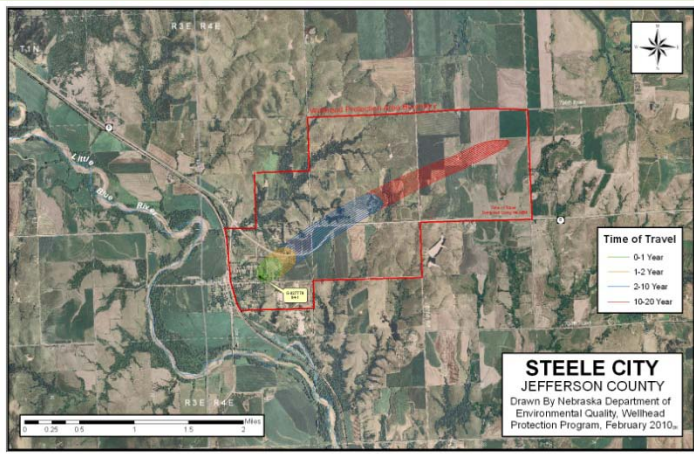 R3E R4E
T1N
Little
Blue
River
Time of Travel
0-1 Year
1-2 Year
2-10 Year
10-20 Year
R3E R4E
Miles
0 0.25 0.5 1 1.5 2
STEELE CITY
JEFFERSON COUNTY
Drawn By Nebraska Department of
Environmental Quality, Wellhead
Protection Program, February 2010